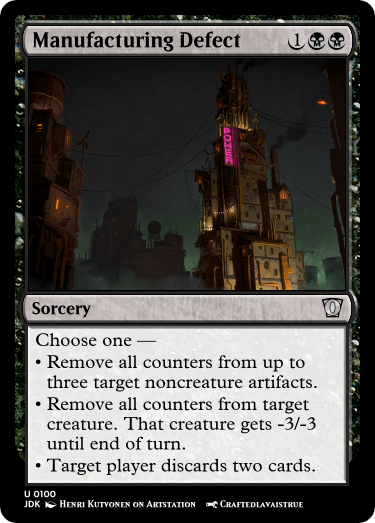 Manufacturing Defect 1
POWER
Sorcery
Choose one —
• Remove all counters from up to
three target noncreature artifacts.
• Remove all counters from target
creature. That creature gets -3/-3
until end of turn.
• Target player discards two cards.
U 0100
JDK Henri Kutvonen on Artstation Craftedlavaistrue